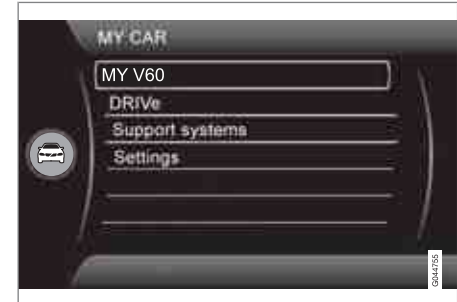 MY CAR
MY V60
DRIVe
Support systems
Settings
G044755